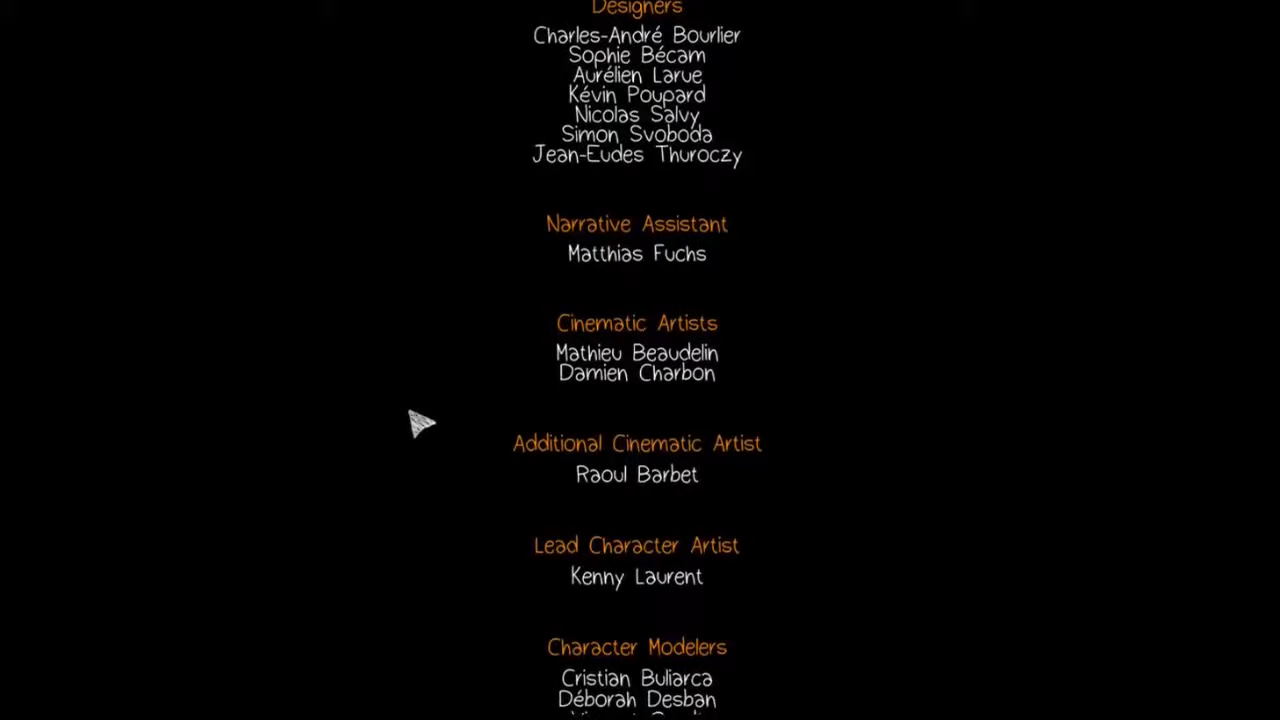 Designers
Charles-André Bourlier
Sophie Bécam
Aurélien Larue
Kévin Poupard
Nicolas Salvy
Simon Svoboda
Jean-Eudes Thuroczy
Narrative Assistant
Matthias Fuchs
Cinematic Artists
Mathieu Beaudelin
Damien Charbon
Additional Cinematic Artist
Raoul Barbet
Lead Character Artist
Kenny Laurent
Character Modelers
Cristian Buliarca
Déborah Desban